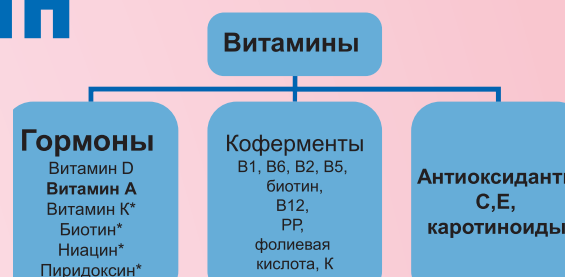 Витамины
Гормоны
Витамин D
Витамин А
Витамин К*
Биотин*
Ниацин*
Пиридоксин*
Коферменты
В1, В6, В2, В5,
биотин,
В12,
РР,
фолиевая
кислота, К
Антиоксиданты
С,Е,
каротиноиды